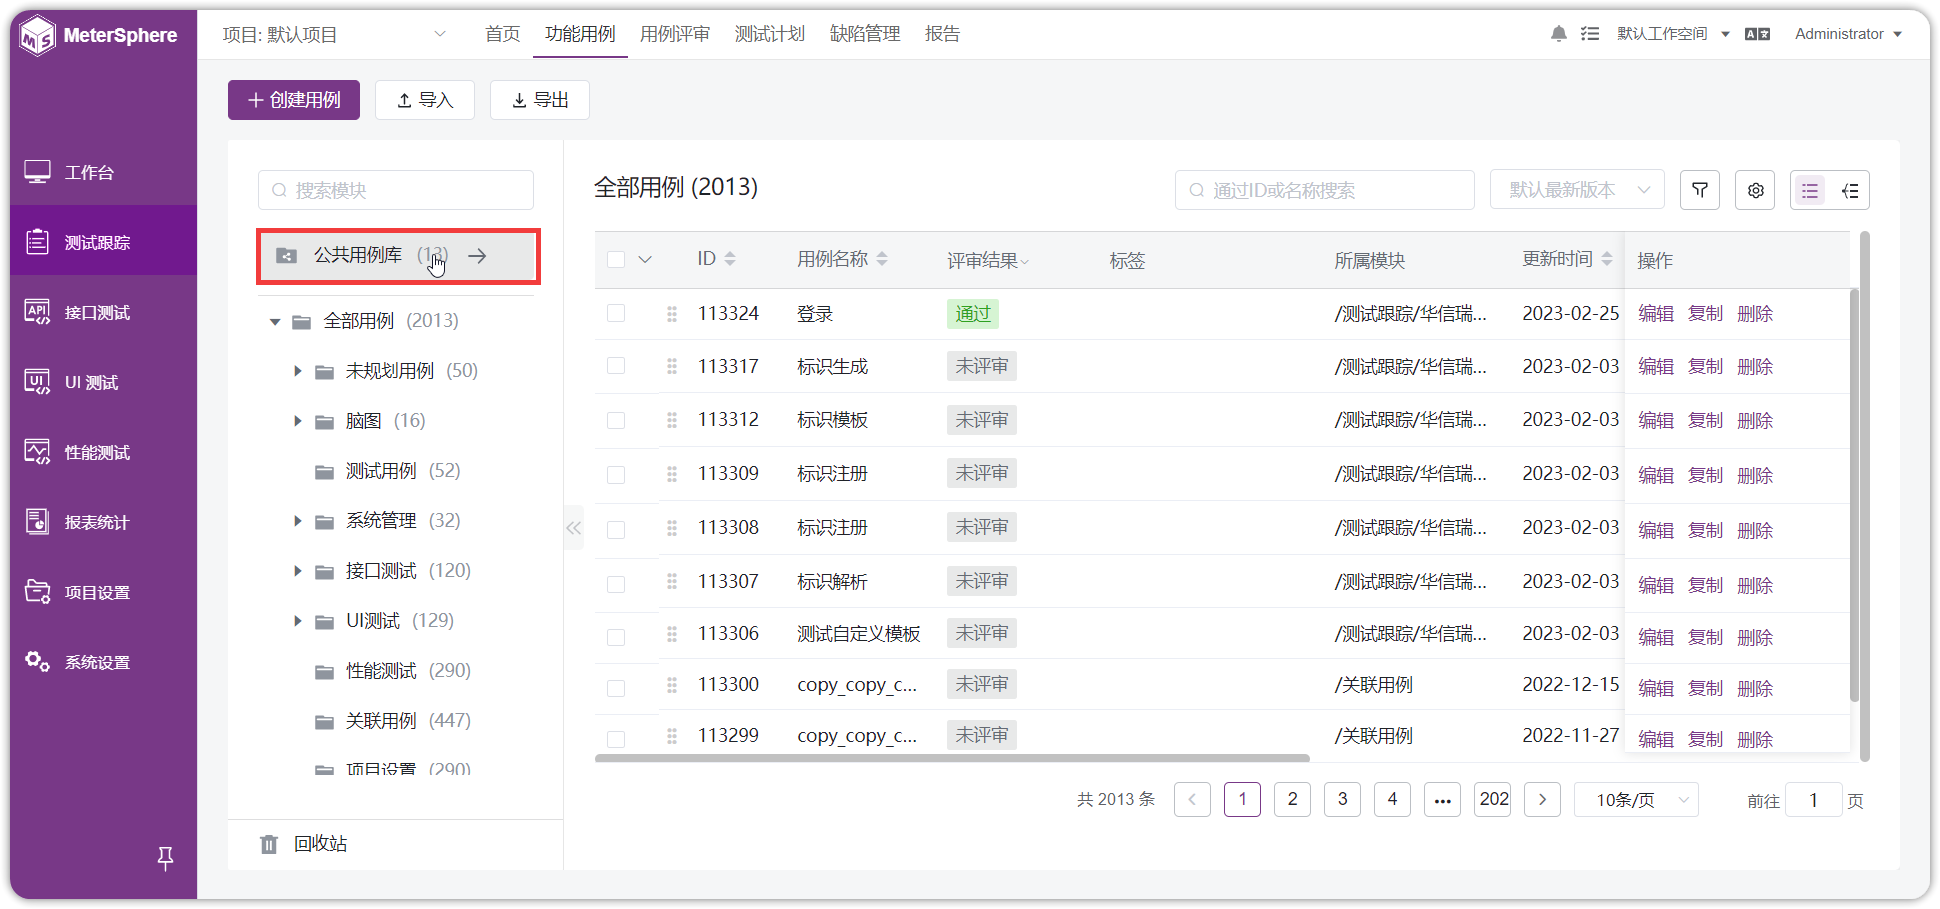 MeterSphere
项目: 默认项目
首页 功能用例 用例评审 测试计划 缺陷管理 报告
默认工作空间
Administrator
工作台
测试跟踪
接口测试
UI 测试
性能测试
报表统计
项目设置
系统设置
创建用例 导入 导出
搜索模块
公共用例库 (13)
全部用例 (2013)
未规划用例 (50)
脑图 (16)
测试用例 (52)
系统管理 (32)
接口测试 (120)
UI测试 (129)
性能测试 (290)
关联用例 (447)
项目设置 (290)
回收站
全部用例 (2013)
通过ID或名称搜索
默认最新版本
ID 用例名称 评审结果 标签 所属模块 更新时间 操作
113324 登录 通过 /测试跟踪/华信瑞... 2023-02-25 编辑 复制 删除
113317 标识生成 未评审 /测试跟踪/华信瑞... 2023-02-03 编辑 复制 删除
113312 标识模板 未评审 /测试跟踪/华信瑞... 2023-02-03 编辑 复制 删除
113309 标识注册 未评审 /测试跟踪/华信瑞... 2023-02-03 编辑 复制 删除
113308 标识注册 未评审 /测试跟踪/华信瑞... 2023-02-03 编辑 复制 删除
113307 标识解析 未评审 /测试跟踪/华信瑞... 2023-02-03 编辑 复制 删除
113306 测试自定义模板 未评审 /测试跟踪/华信瑞... 2023-02-03 编辑 复制 删除
113300 copy_copy_c... 未评审 /关联用例 2022-12-15 编辑 复制 删除
113299 copy_copy_c... 未评审 /关联用例 2022-11-27 编辑 复制 删除
共 2013 条 1 2 3 4 ... 202 10条/页 前往 1 页